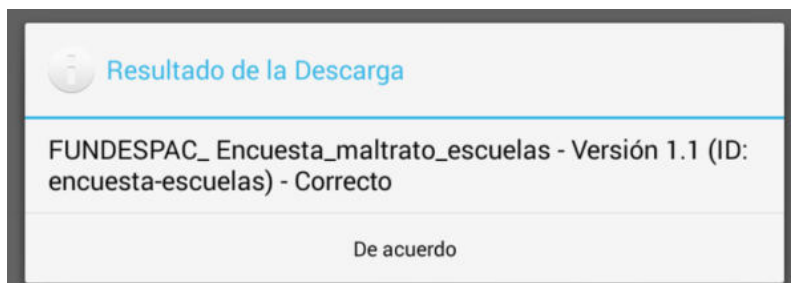 Resultado de la Descarga
FUNDESPAC_ Encuesta_maltrato_escuelas - Versión 1.1 (ID:
encuesta-escuelas) - Correcto
De acuerdo